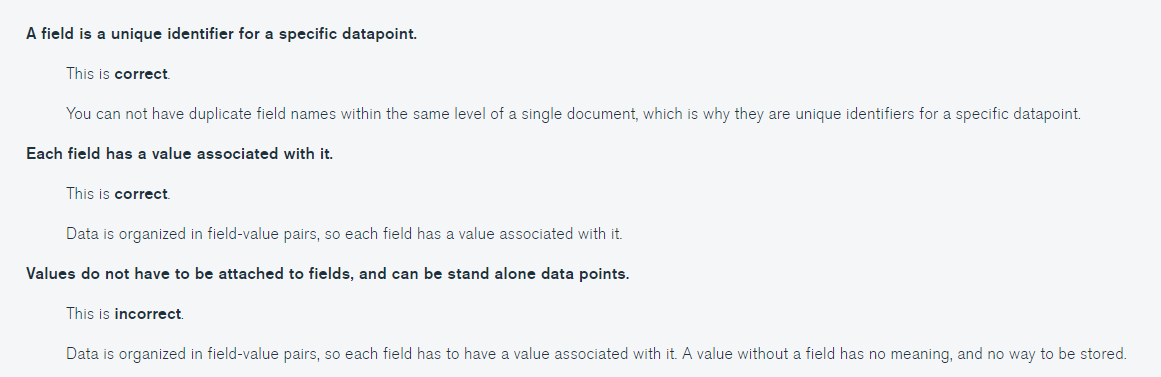 A field is a unique identifier for a specific datapoint.
This is correct.
You can not have duplicate field names within the same level of a single document, which is why they are unique identifiers for a specific datapoint.
Each field has a value associated with it.
This is correct.
Data is organized in field-value pairs, so each field has a value associated with it.
Values do not have to be attached to fields, and can be stand alone data points.
This is incorrect.
Data is organized in field-value pairs, so each field has to have a value associated with it. A value without a field has no meaning, and no way to be stored.